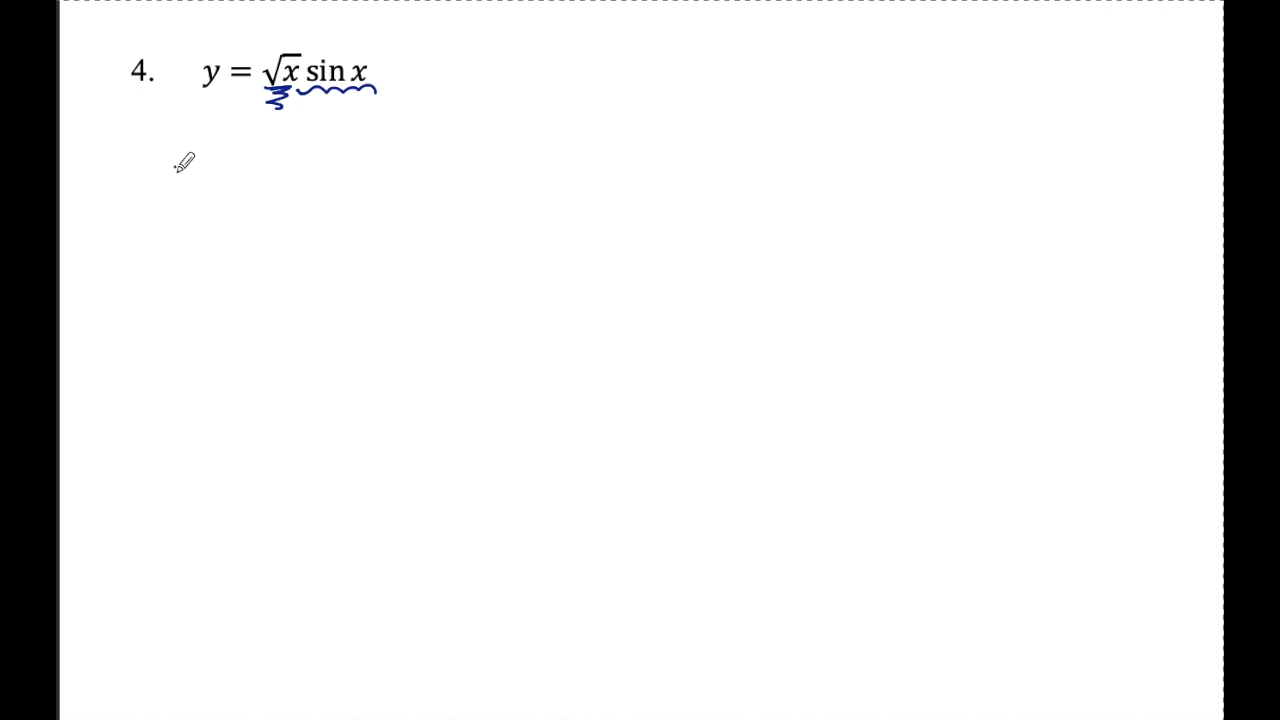 4. y = √x sin x